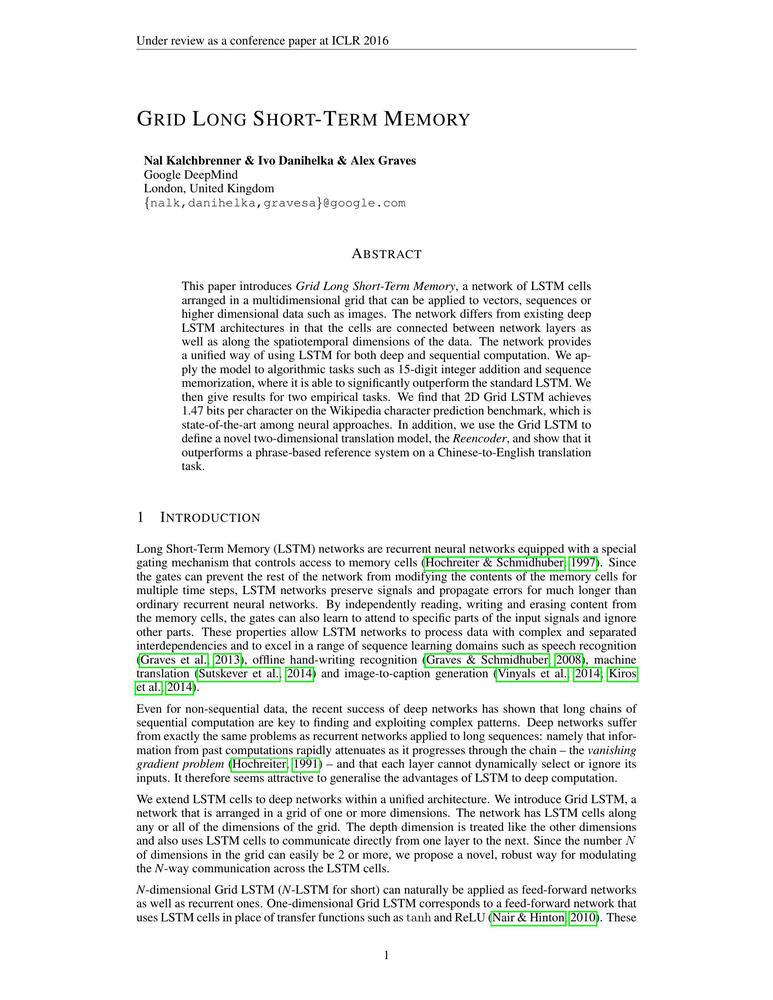 Under review as a conference paper at ICLR 2016
GRID LONG SHORT-TERM MEMORY
Nal Kalchbrenner & Ivo Danihelka & Alex Graves
Google DeepMind
London, United Kingdom
{nalk,danihelka,gravesa}@google.com
ABSTRACT
This paper introduces Grid Long Short-Term Memory, a network of LSTM cells
arranged in a multidimensional grid that can be applied to vectors, sequences or
higher dimensional data such as images. The network differs from existing deep
LSTM architectures in that the cells are connected between network layers as
well as along the spatiotemporal dimensions of the data. The network provides
a unified way of using LSTM for both deep and sequential computation. We ap-
ply the model to algorithmic tasks such as 15-digit integer addition and sequence
memorization, where it is able to significantly outperform the standard LSTM. We
then give results for two empirical tasks. We find that 2D Grid LSTM achieves
1.47 bits per character on the Wikipedia character prediction benchmark, which is
state-of-the-art among neural approaches. In addition, we use the Grid LSTM to
define a novel two-dimensional translation model, the Reencoder, and show that it
outperforms a phrase-based reference system on a Chinese-to-English translation
task.
1 INTRODUCTION
Long Short-Term Memory (LSTM) networks are recurrent neural networks equipped with a special
gating mechanism that controls access to memory cells (Hochreiter & Schmidhuber, 1997). Since
the gates can prevent the rest of the network from modifying the contents of the memory cells for
multiple time steps, LSTM networks preserve signals and propagate errors for much longer than
ordinary recurrent neural networks. By independently reading, writing and erasing content from
the memory cells, the gates can also learn to attend to specific parts of the input signals and ignore
other parts. These properties allow LSTM networks to process data with complex and separated
interdependencies and to excel in a range of sequence learning domains such as speech recognition
(Graves et al., 2013), offline hand-writing recognition (Graves & Schmidhuber, 2008), machine
translation (Sutskever et al., 2014) and image-to-caption generation (Vinyals et al., 2014; Kiros
et al., 2014).
Even for non-sequential data, the recent success of deep networks has shown that long chains of
sequential computation are key to finding and exploiting complex patterns. Deep networks suffer
from exactly the same problems as recurrent networks applied to long sequences: namely that infor-
mation from past computations rapidly attenuates as it progresses through the chain – the vanishing
gradient problem (Hochreiter, 1991) – and that each layer cannot dynamically select or ignore its
inputs. It therefore seems attractive to generalise the advantages of LSTM to deep computation.
We extend LSTM cells to deep networks within a unified architecture. We introduce Grid LSTM, a
network that is arranged in a grid of one or more dimensions. The network has LSTM cells along
any or all of the dimensions of the grid. The depth dimension is treated like the other dimensions
and also uses LSTM cells to communicate directly from one layer to the next. Since the number N
of dimensions in the grid can easily be 2 or more, we propose a novel, robust way for modulating
the N-way communication across the LSTM cells.
N-dimensional Grid LSTM (N-LSTM for short) can naturally be applied as feed-forward networks
as well as recurrent ones. One-dimensional Grid LSTM corresponds to a feed-forward network that
uses LSTM cells in place of transfer functions such as tanh and ReLU (Nair & Hinton, 2010). These
1